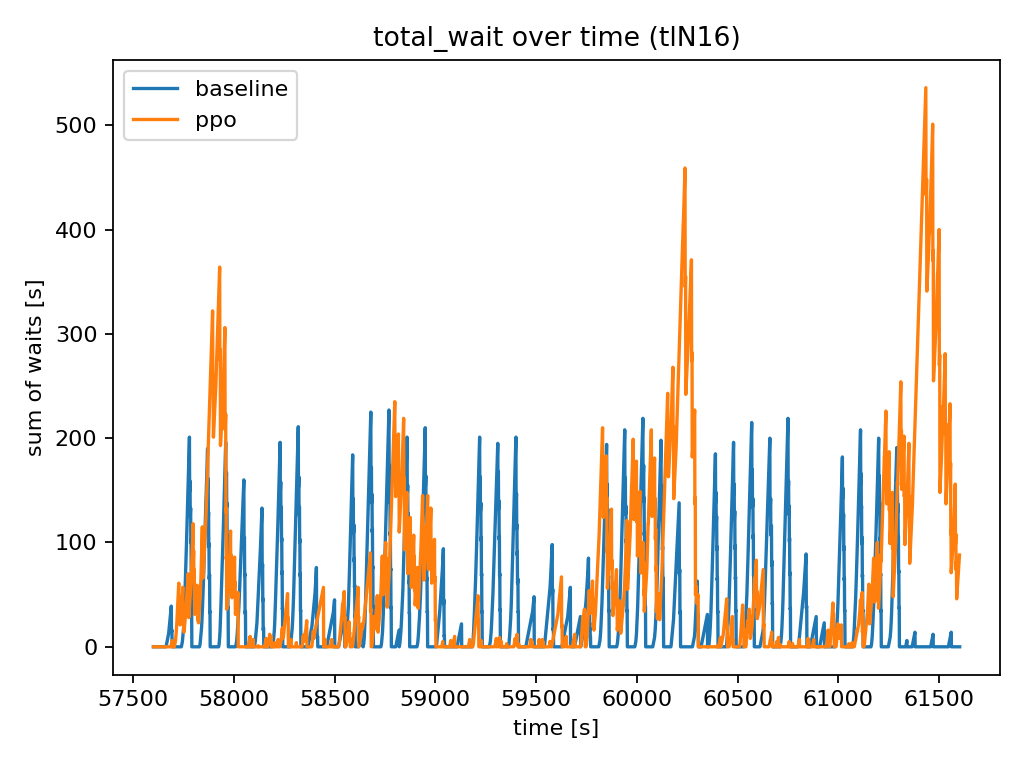 total_wait over time (tlN16)
baseline
ppo
sum of waits [s]
500
400
300
200
100
0
57500 58000 58500 59000 59500 60000 60500 61000 61500
time [s]